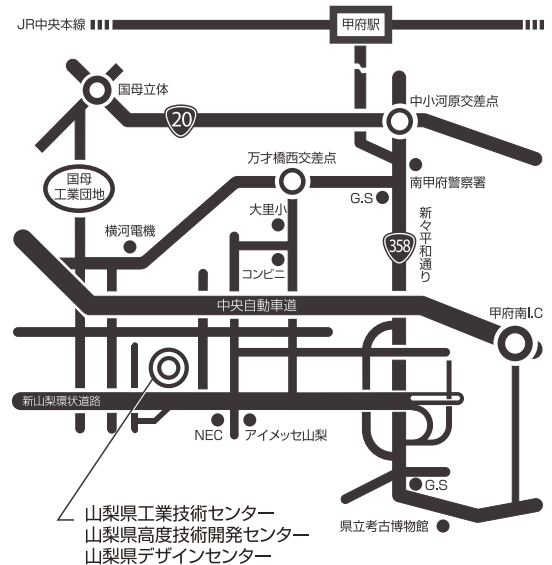 JR中央本線
甲府駅
国母立体
20
中小河原交差点
万才橋西交差点
国母
工業団地
南甲府警察署
G.S
大里小
新々平和通り
横河電機
358
コンビニ
中央自動車道
甲府南I.C
新山梨環状道路
NEC
アイメッセ山梨
G.S
山梨県工業技術センター
山梨県高度技術開発センター
山梨県デザインセンター
県立考古博物館